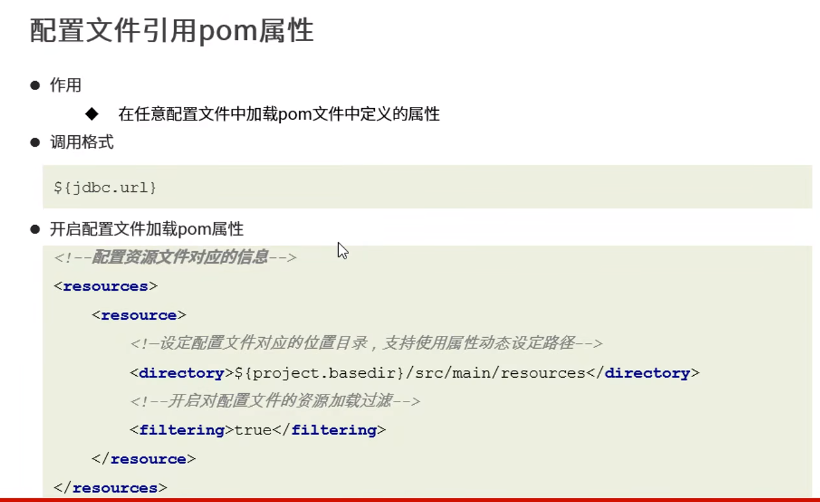 配置文件引用pom属性
● 作用
◆ 在任意配置文件中加载pom文件中定义的属性
● 调用格式
${jdbc.url}
● 开启配置文件加载pom属性
<!--配置资源文件对应的信息-->
<resources>
<resource>
<!—设定配置文件对应的位置目录，支持使用属性动态设定路径-->
<directory>${project.basedir}/src/main/resources</directory>
<!--开启对配置文件的资源加载过滤-->
<filtering>true</filtering>
</resource>
</resources>